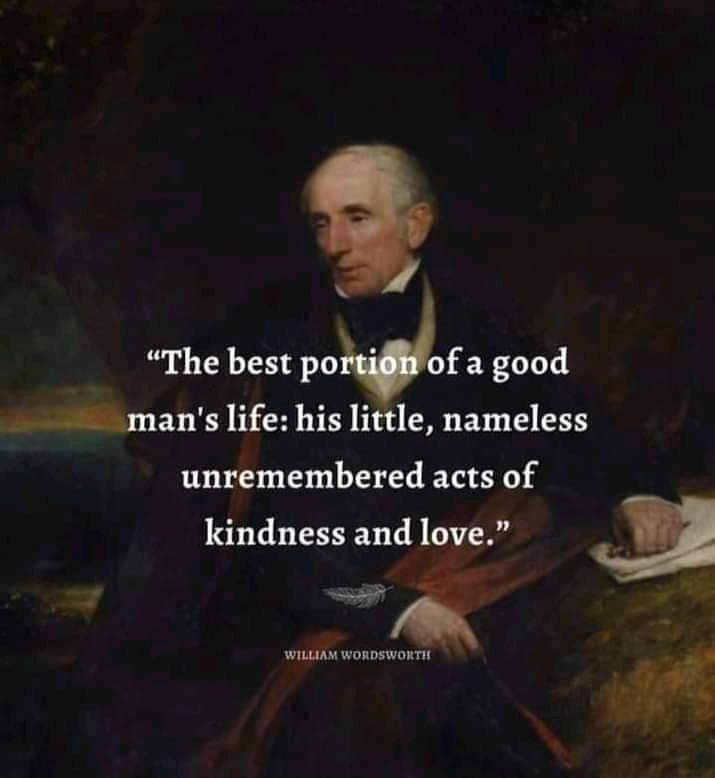 “The best portion of a good
man's life: his little, nameless
unremembered acts of
kindness and love.”
WILLIAM WORDSWORTH